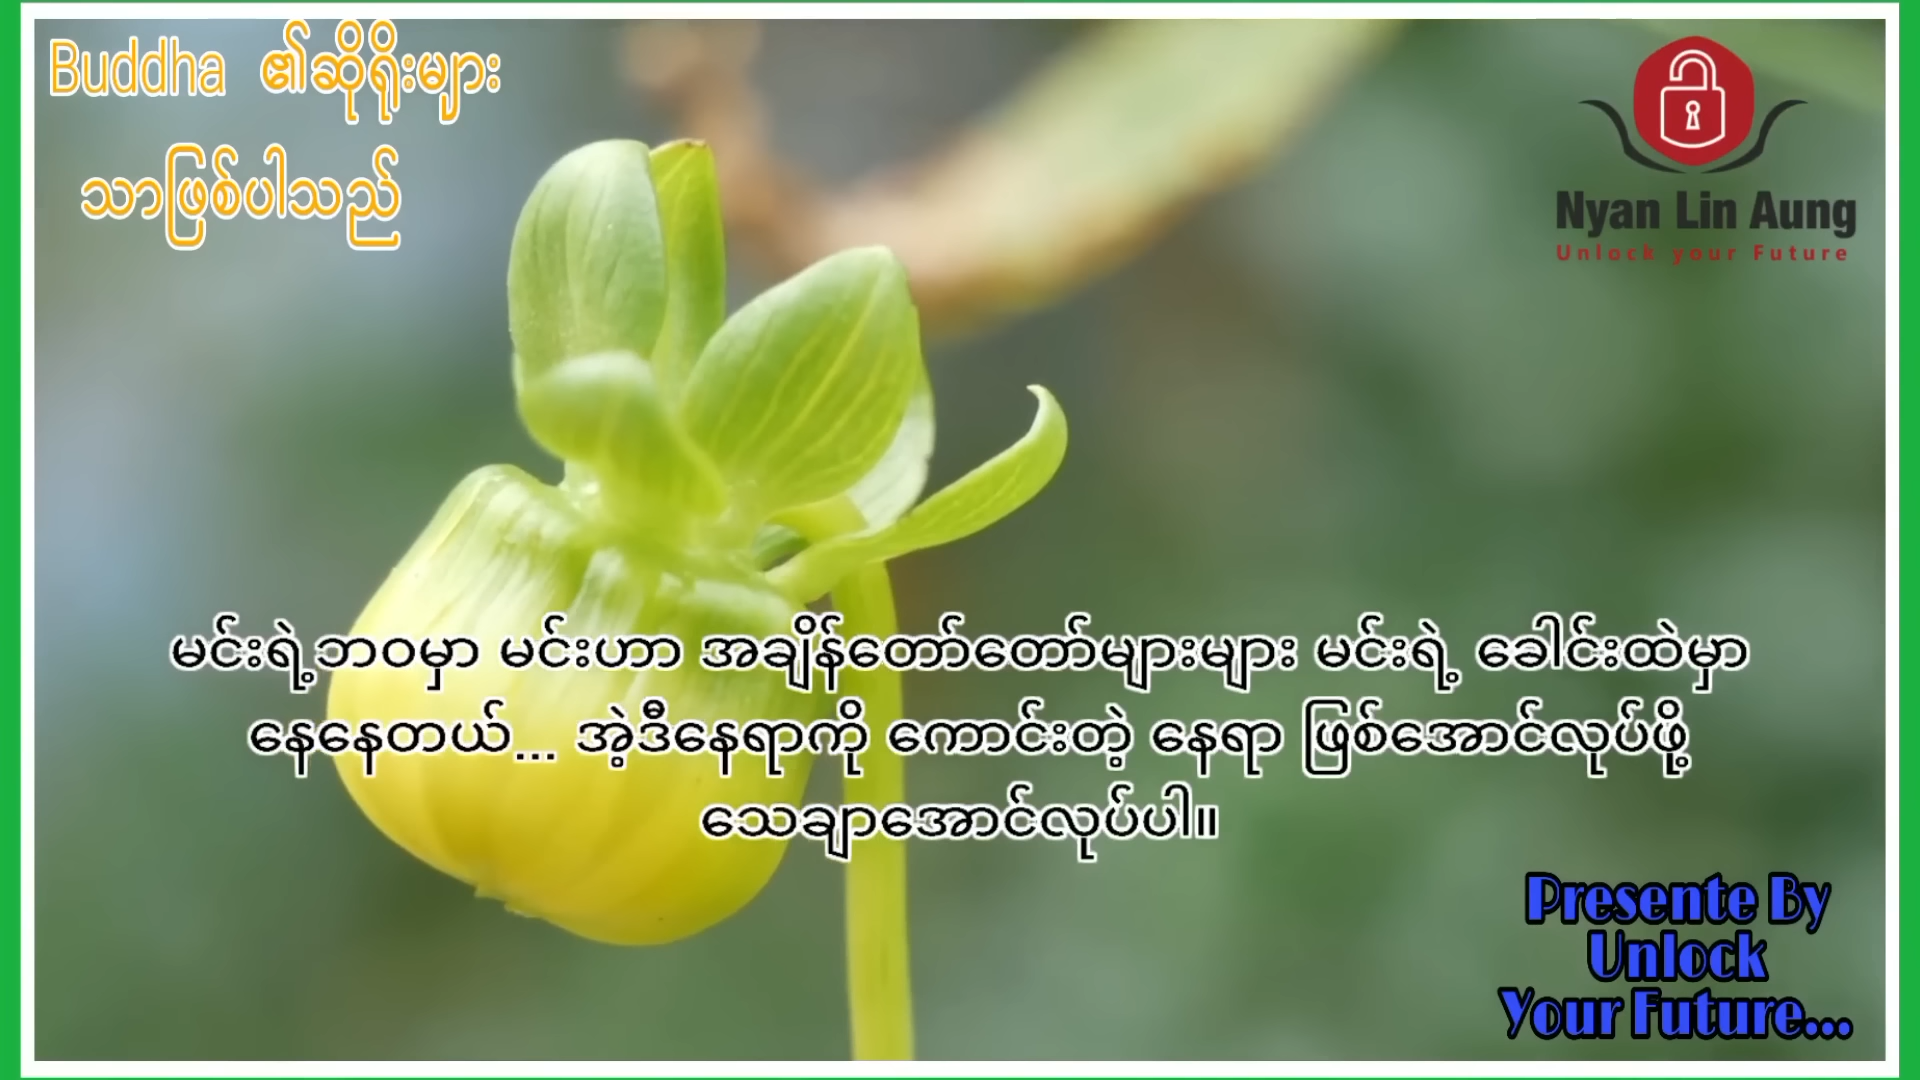 Buddha ၏ဆိုရိုးများ
သာဖြစ်ပါသည်
Nyan Lin Aung
Unlock your Future
မင်းရဲ့ဘဝမှာ မင်းဟာ အချိန်တော်တော်များများ မင်းရဲ့ ခေါင်းထဲမှာ
နေနေတယ်... အဲ့ဒီနေရာကို ကောင်းတဲ့ နေရာ ဖြစ်အောင်လုပ်ဖို့
သေချာအောင်လုပ်ပါ။
Presente By
Unlock
Your Future...